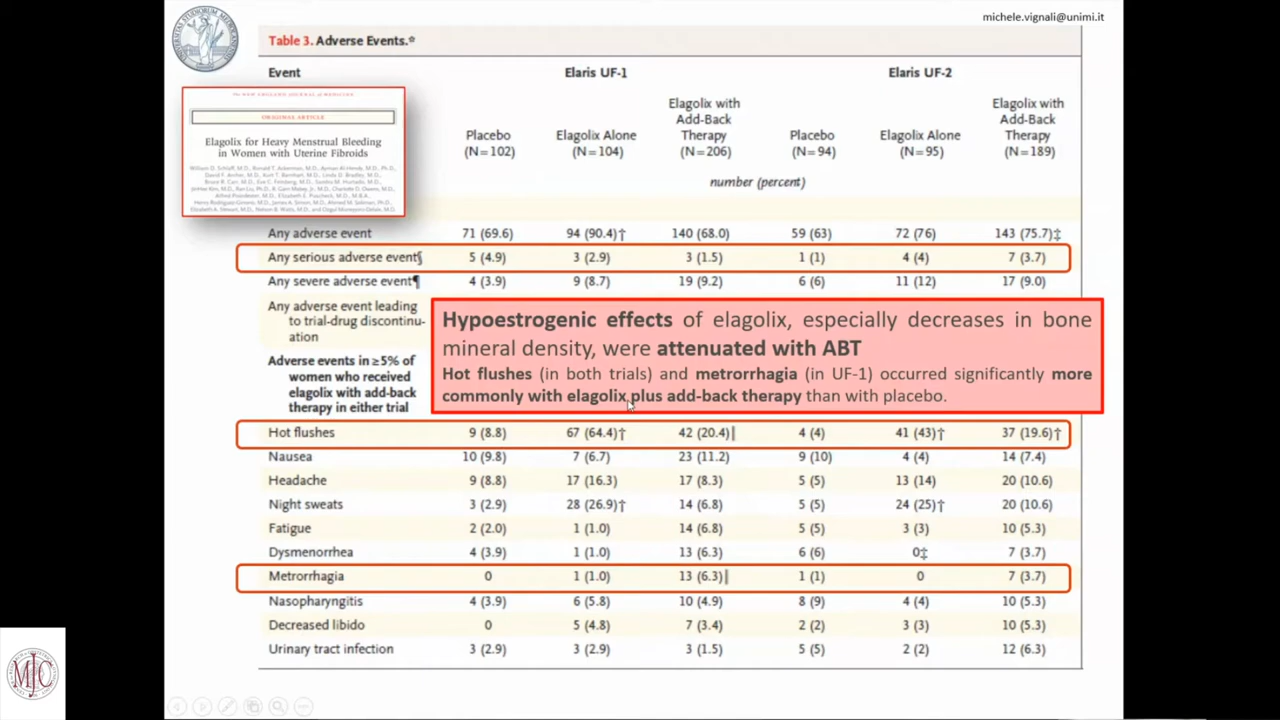 michele.vignali@unimi.it
Table 3. Adverse Events.*
Event
Elaris UF-1
Elaris UF-2
THE NEW ENGLAND JOURNAL of MEDICINE
ORIGINAL ARTICLE
Elagolix for Heavy Menstrual Bleeding
in Women with Uterine Fibroids
Placebo
(N=102)
Elagolix Alone
(N=104)
Elagolix with
Add-Back
Therapy
(N=206)
Placebo
(N=94)
Elagolix Alone
(N=95)
Elagolix with
Add-Back
Therapy
(N=189)
number (percent)
Any adverse event 71 (69.6) 94 (90.4)† 140 (68.0) 59 (63) 72 (76) 143 (75.7)‡
Any serious adverse event§ 5 (4.9) 3 (2.9) 3 (1.5) 1 (1) 4 (4) 7 (3.7)
Any severe adverse event¶ 4 (3.9) 9 (8.7) 19 (9.2) 6 (6) 11 (12) 17 (9.0)
Any adverse event leading
to trial-drug discontinu-
ation
Hypoestrogenic effects of elagolix, especially decreases in bone
mineral density, were attenuated with ABT
Hot flushes (in both trials) and metrorrhagia (in UF-1) occurred significantly more
commonly with elagolix plus add-back therapy than with placebo.
Adverse events in ≥5% of
women who received
elagolix with add-back
therapy in either trial
Hot flushes 9 (8.8) 67 (64.4)† 42 (20.4)‖ 4 (4) 41 (43)† 37 (19.6)†
Nausea 10 (9.8) 7 (6.7) 23 (11.2) 9 (10) 4 (4) 14 (7.4)
Headache 9 (8.8) 17 (16.3) 17 (8.3) 5 (5) 13 (14) 20 (10.6)
Night sweats 3 (2.9) 28 (26.9)† 14 (6.8) 5 (5) 24 (25)† 20 (10.6)
Fatigue 2 (2.0) 1 (1.0) 14 (6.8) 5 (5) 3 (3) 10 (5.3)
Dysmenorrhea 4 (3.9) 1 (1.0) 13 (6.3) 6 (6) 0‡ 7 (3.7)
Metrorrhagia 0 1 (1.0) 13 (6.3)‖ 1 (1) 0 7 (3.7)
Nasopharyngitis 4 (3.9) 6 (5.8) 10 (4.9) 8 (9) 4 (4) 10 (5.3)
Decreased libido 0 5 (4.8) 7 (3.4) 2 (2) 3 (3) 10 (5.3)
Urinary tract infection 3 (2.9) 3 (2.9) 3 (1.5) 5 (5) 2 (2) 12 (6.3)
MJC